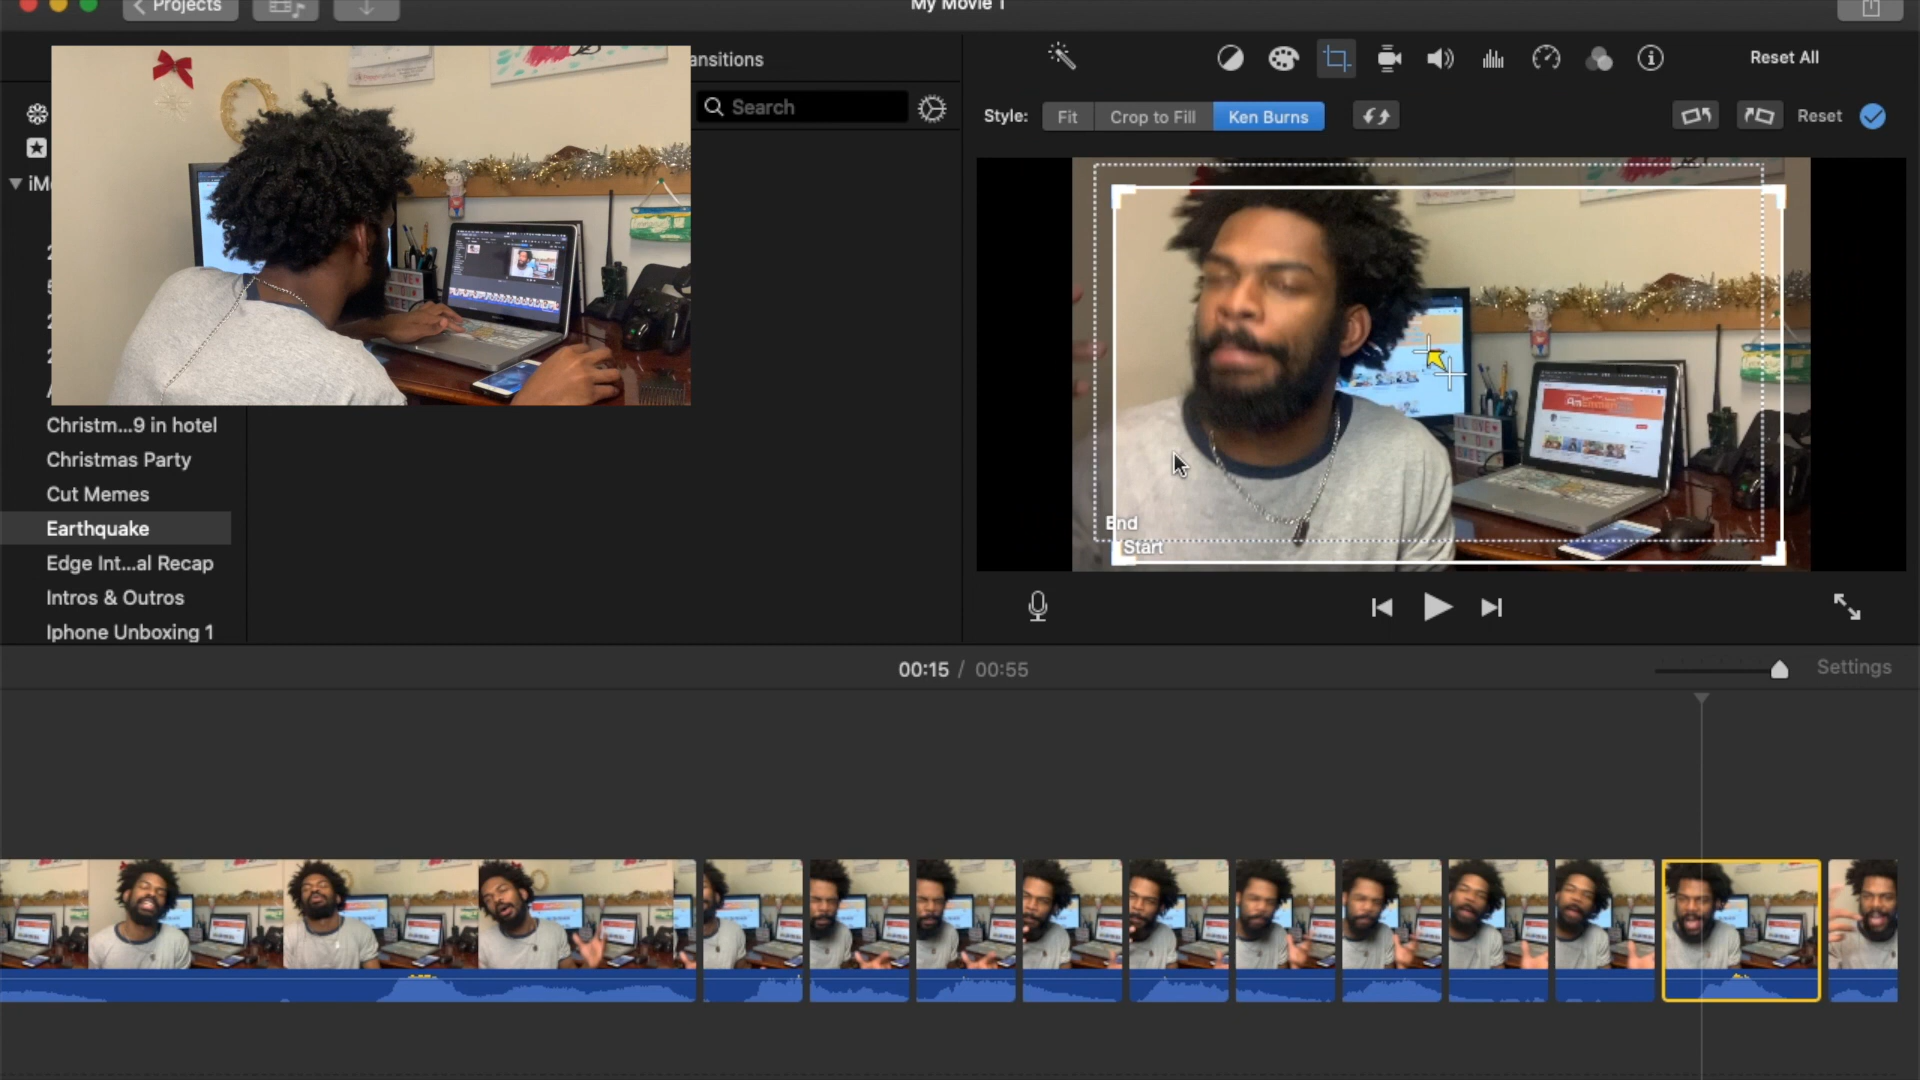 Projects
My Movie 1
ansitions
Reset All
Search
Style:
Fit
Crop to Fill
Ken Burns
Reset
iM
Christm...9 in hotel
Christmas Party
Cut Memes
Earthquake
Edge Int...al Recap
Intros & Outros
Iphone Unboxing 1
End
Start
00:15 / 00:55
Settings